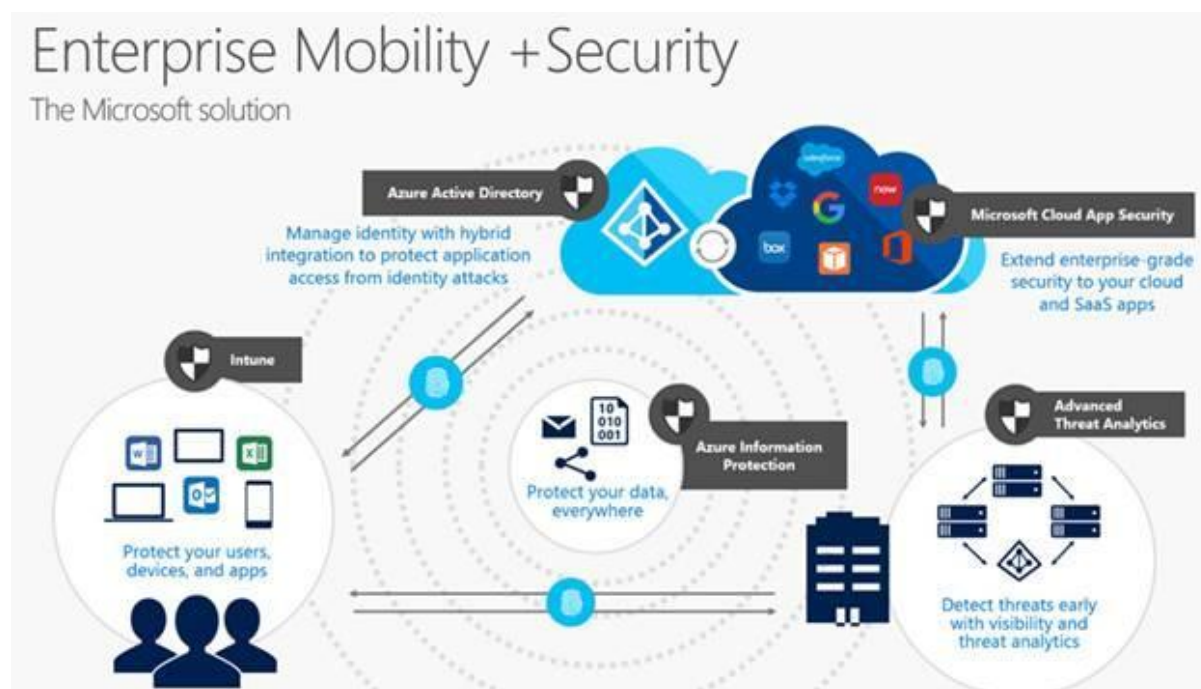 Enterprise Mobility +Security
The Microsoft solution
Azure Active Directory
Manage identity with hybrid
integration to protect application
access from identity attacks
salesforce
now
box
Microsoft Cloud App Security
Extend enterprise-grade
security to your cloud
and SaaS apps
Intune
W
X
O
Protect your users,
devices, and apps
10
010
001
Azure Information
Protection
Protect your data,
everywhere
Advanced
Threat Analytics
Detect threats early
with visibility and
threat analytics